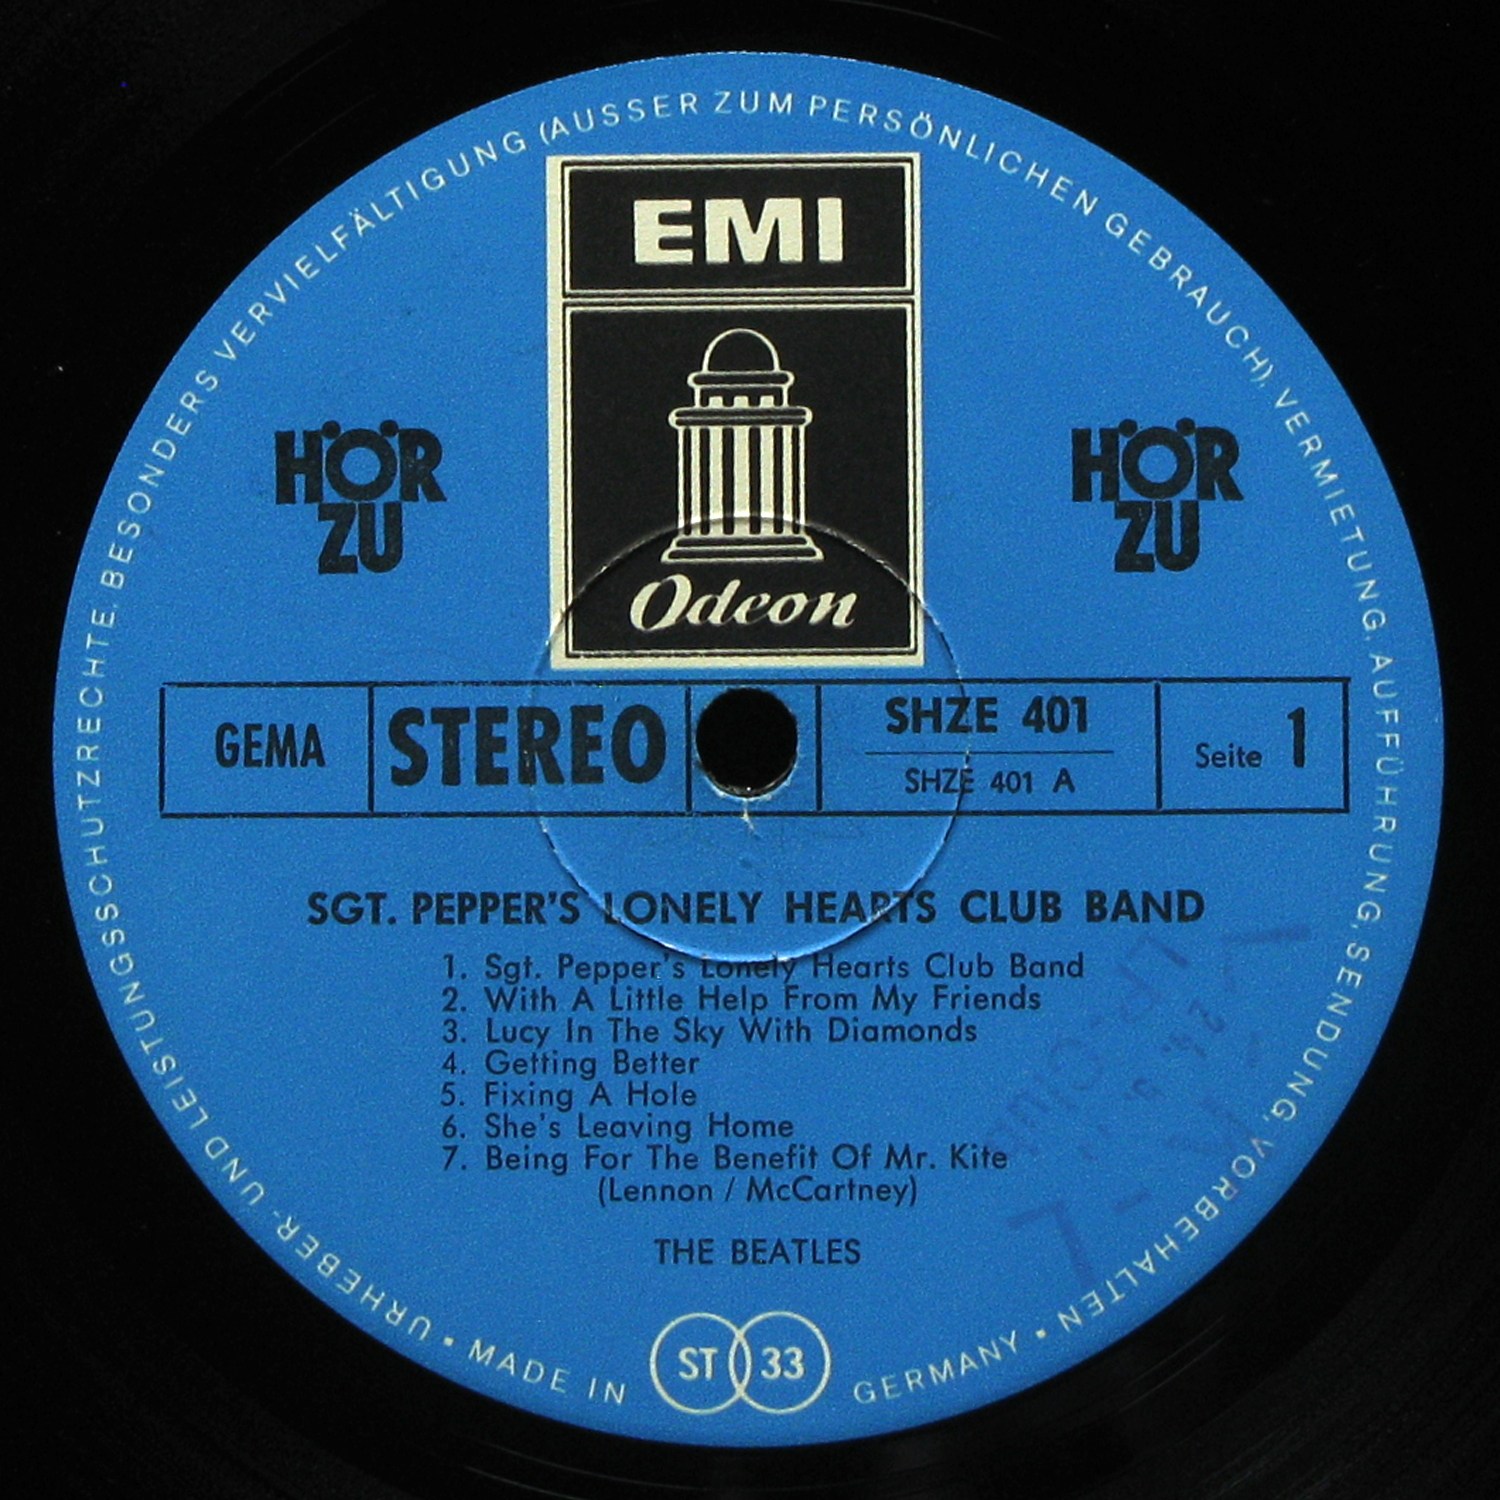 URHEBER- UND LEISTUNGSSCHUTZRECHTE, BESONDERS VERVIELFÄLTIGUNG (AUSSER ZUM PERSÖNLICHEN GEBRAUCH), VERMIETUNG, AUFFÜHRUNG, SENDUNG, VORBEHALTEN
EMI
HÖR ZU
HÖR ZU
Odeon
GEMA STEREO SHZE 401 Seite 1
SHZE 401 A
SGT. PEPPER'S LONELY HEARTS CLUB BAND
1. Sgt. Pepper's Lonely Hearts Club Band
2. With A Little Help From My Friends
3. Lucy In The Sky With Diamonds
4. Getting Better
5. Fixing A Hole
6. She's Leaving Home
7. Being For The Benefit Of Mr. Kite
(Lennon / McCartney)
THE BEATLES
• MADE IN ST 33 GERMANY •